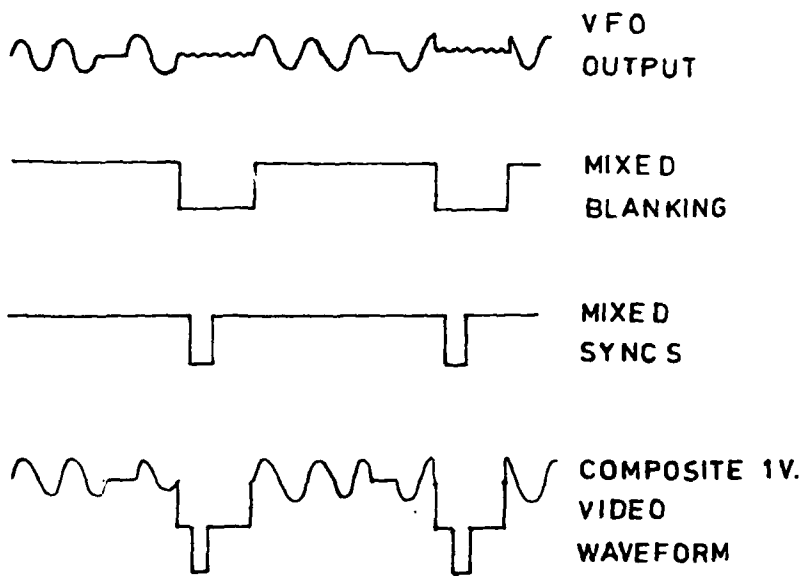 VFO
OUTPUT
MIXED
BLANKING
MIXED
SYNCS
COMPOSITE 1V.
VIDEO
WAVEFORM